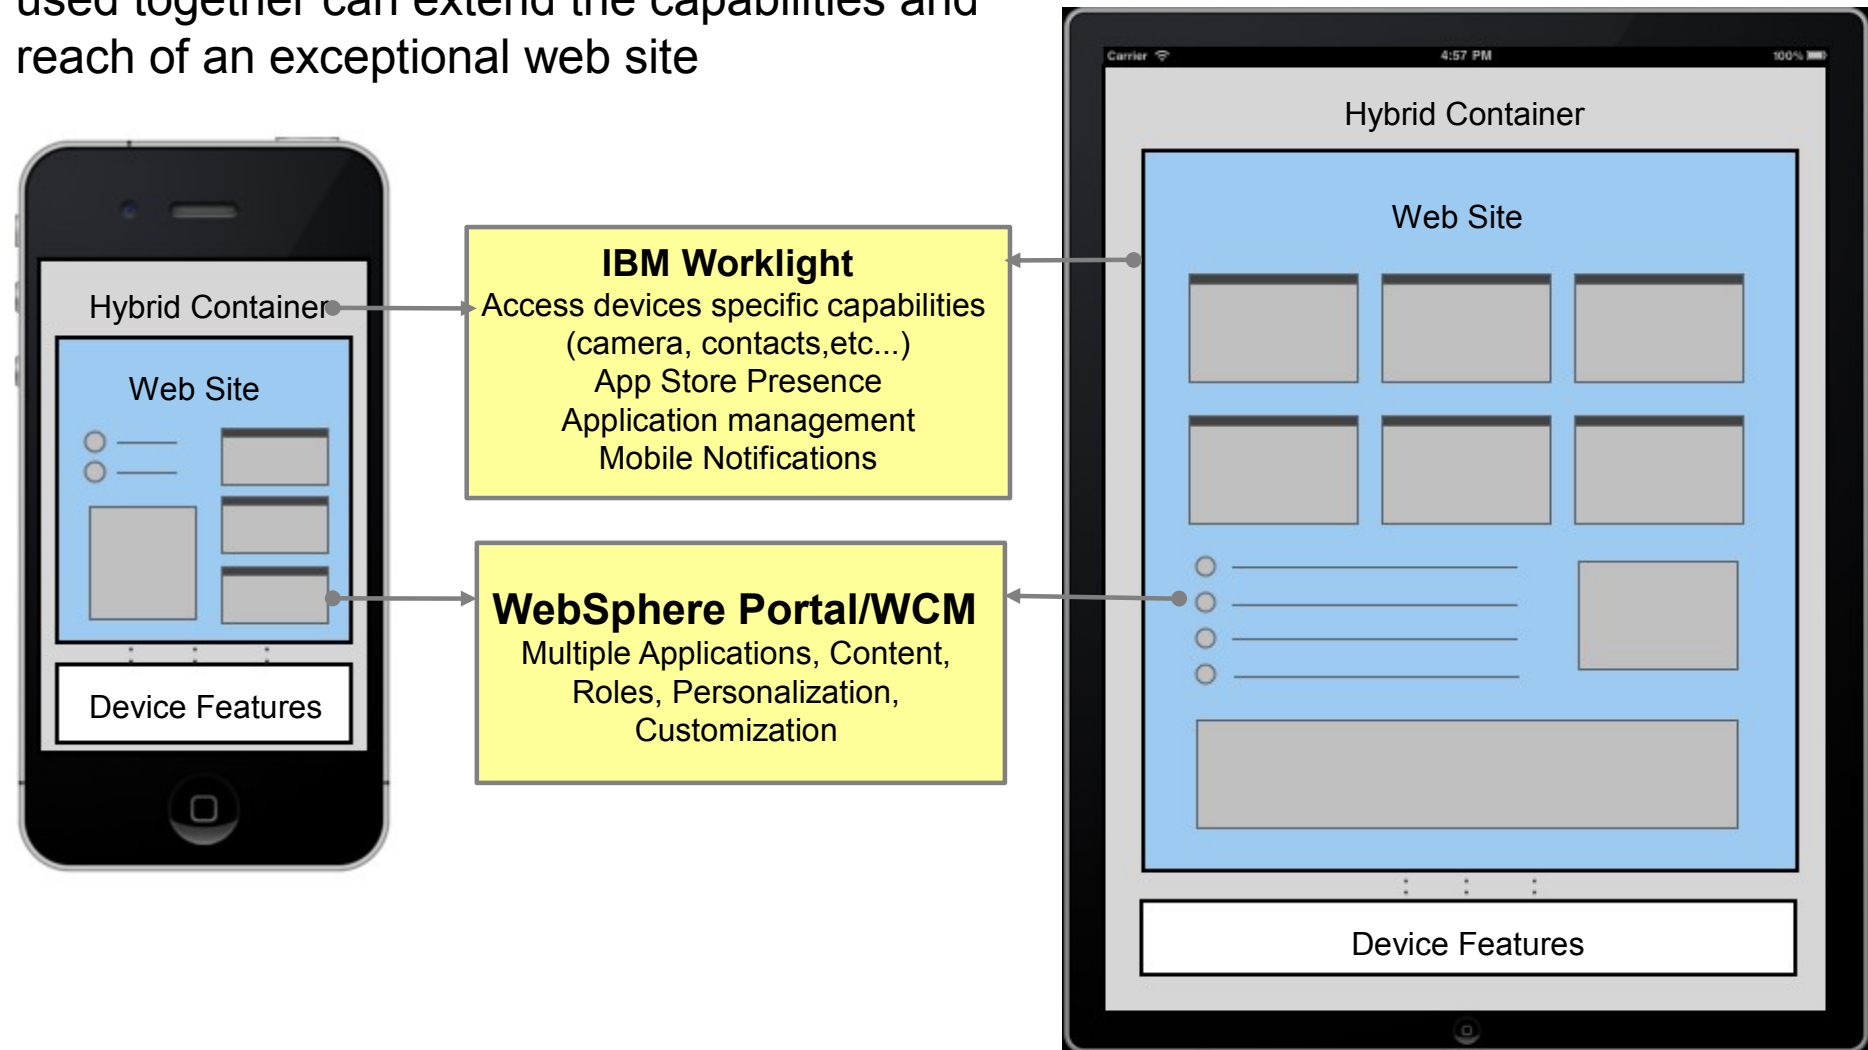 used together can extend the capabilities and
reach of an exceptional web site
Hybrid Container
Web Site
Device Features
IBM Worklight
Access devices specific capabilities
(camera, contacts,etc...)
App Store Presence
Application management
Mobile Notifications
WebSphere Portal/WCM
Multiple Applications, Content,
Roles, Personalization,
Customization
Carrier 4:57 PM 100%
Hybrid Container
Web Site
Device Features